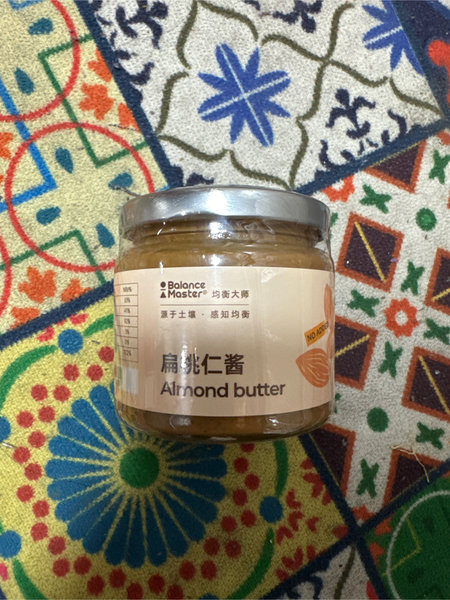 Balance
Master® 均衡大师
源于土壤 · 感知均衡
扁桃仁酱
Almond butter